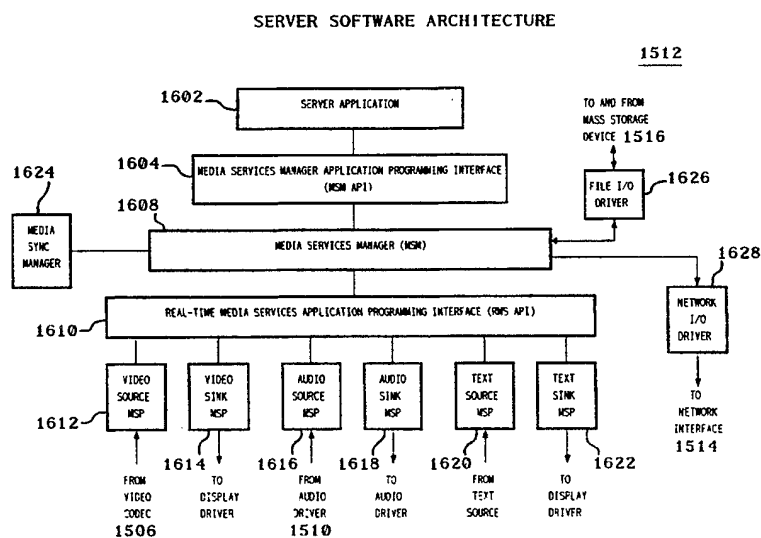 SERVER SOFTWARE ARCHITECTURE
1512
1602
SERVER APPLICATION
TO AND FROM
MASS STORAGE
DEVICE 1516
1604
MEDIA SERVICES MANAGER APPLICATION PROGRAMMING INTERFACE
(MSM API)
1624
1608
FILE I/O
DRIVER
1626
MEDIA
SYNC
MANAGER
MEDIA SERVICES MANAGER (MSM)
1628
NETWORK
I/O
DRIVER
REAL-TIME MEDIA SERVICES APPLICATION PROGRAMMING INTERFACE (RMS API)
1610
VIDEO
SOURCE
MSP
VIDEO
SINK
MSP
AUDIO
SOURCE
MSP
AUDIO
SINK
MSP
TEXT
SOURCE
MSP
TEXT
SINK
MSP
TO
NETWORK
INTERFACE
1514
1612
1614
1616
1618
1620
1622
FROM
VIDEO
CODEC
1506
TO
DISPLAY
DRIVER
FROM
AUDIO
DRIVER
1510
TO
AUDIO
DRIVER
FROM
TEXT
SOURCE
TO
DISPLAY
DRIVER